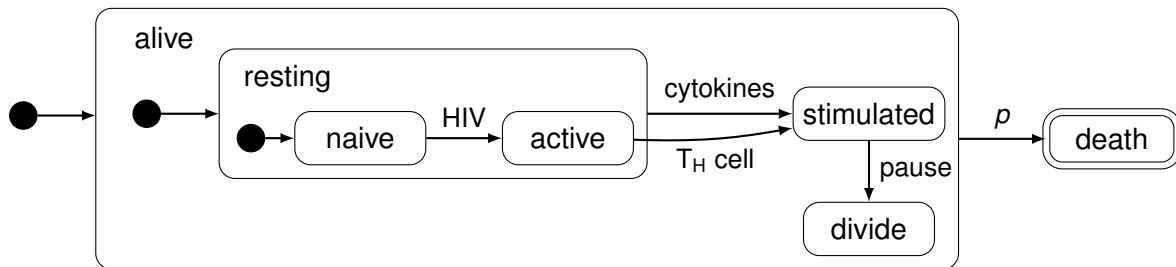 alive
resting
naive
HIV
active
cytokines
T_H cell
stimulated
pause
divide
p
death